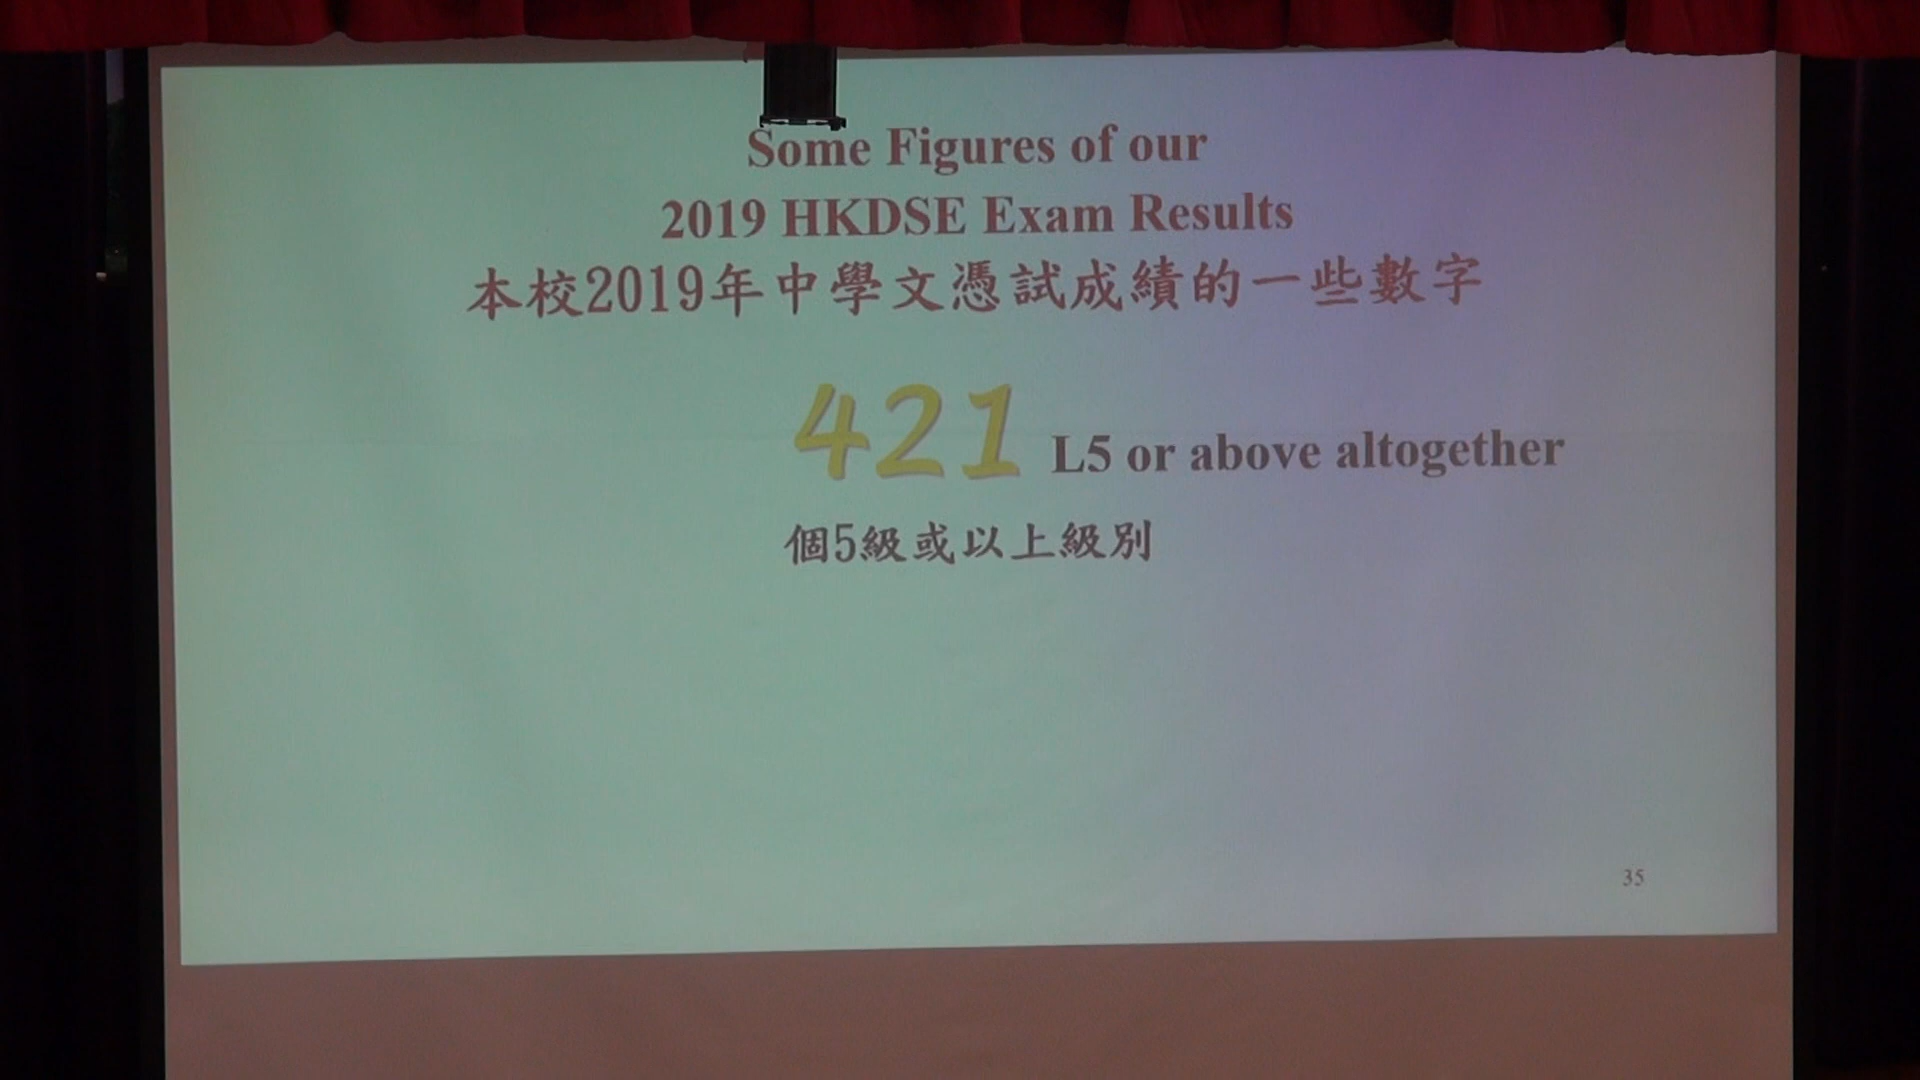 Some Figures of our
2019 HKDSE Exam Results
本校2019年中學文憑試成績的一些數字
421 L5 or above altogether
個5級或以上級別
35